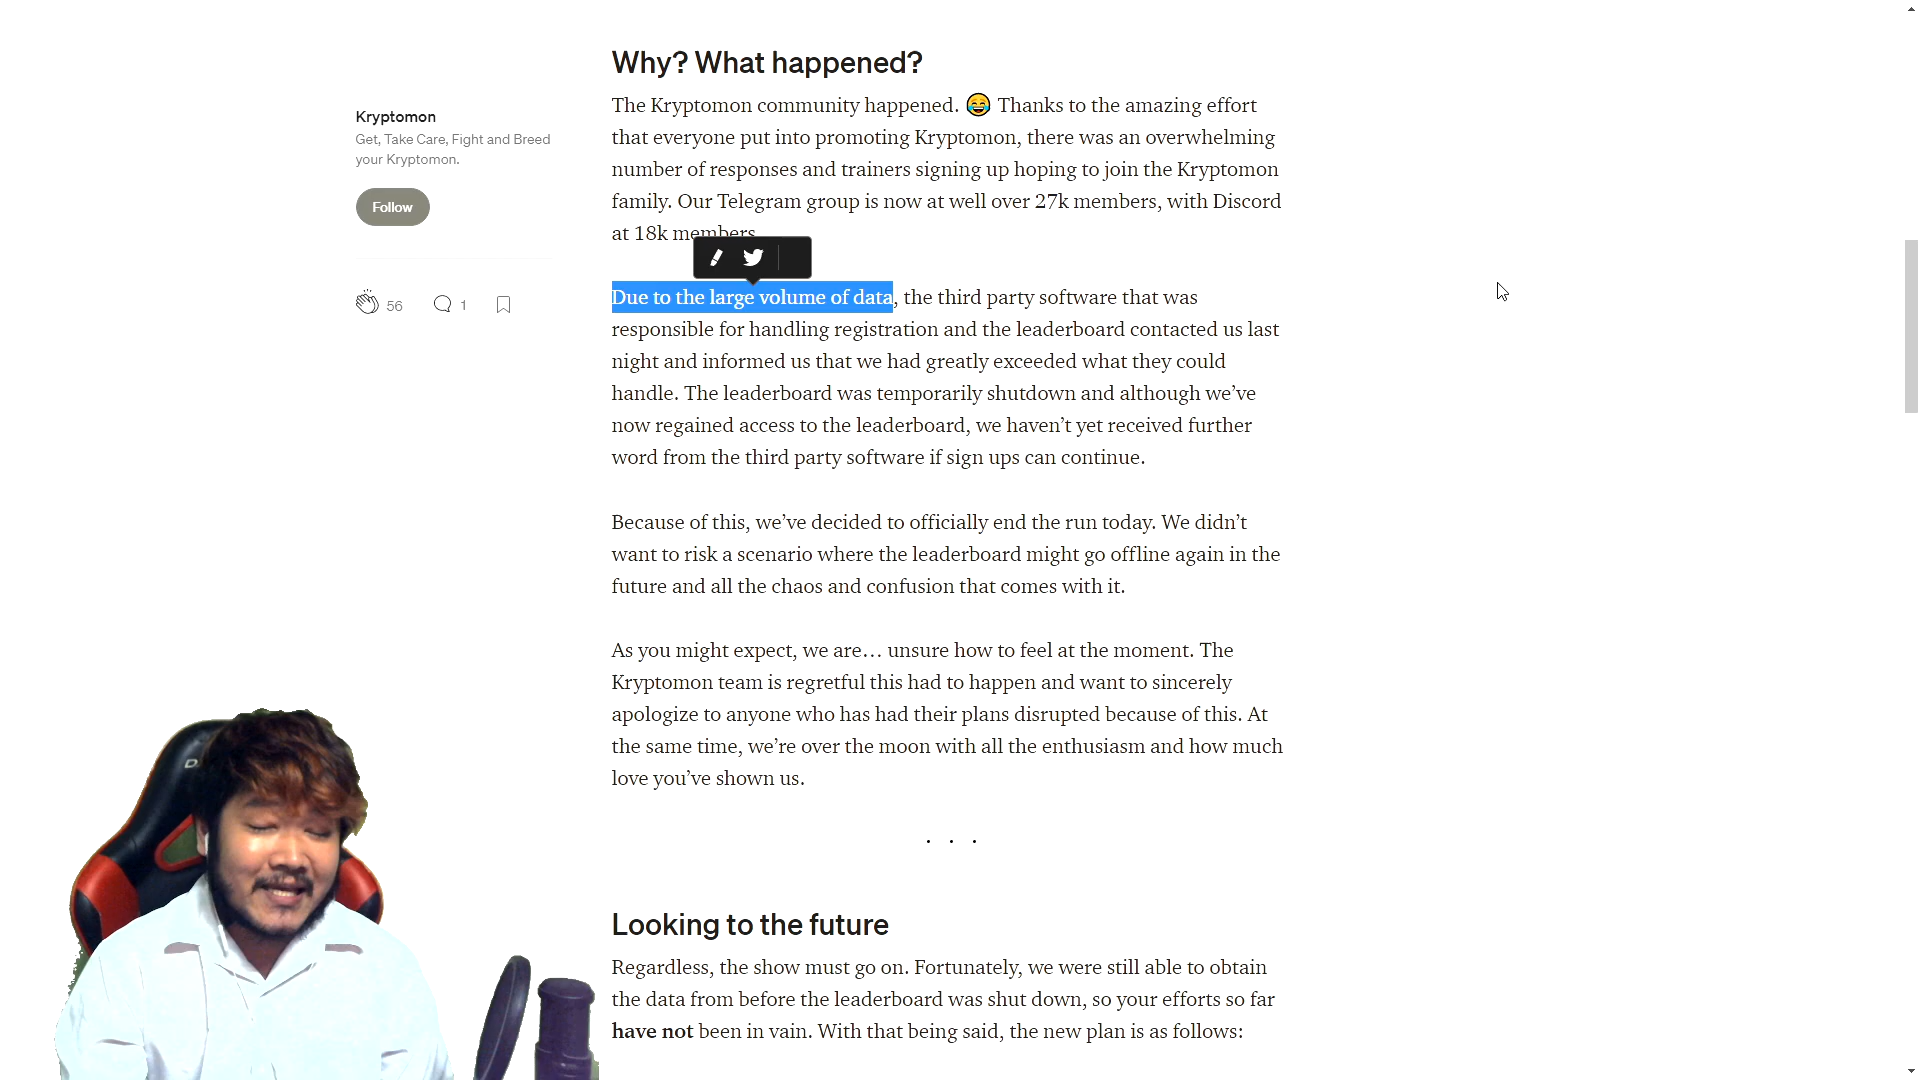 Why? What happened?
Kryptomon
Get, Take Care, Fight and Breed
your Kryptomon.
Follow
56
1
The Kryptomon community happened. 😂 Thanks to the amazing effort
that everyone put into promoting Kryptomon, there was an overwhelming
number of responses and trainers signing up hoping to join the Kryptomon
family. Our Telegram group is now at well over 27k members, with Discord
at 18k members
Due to the large volume of data, the third party software that was
responsible for handling registration and the leaderboard contacted us last
night and informed us that we had greatly exceeded what they could
handle. The leaderboard was temporarily shutdown and although we’ve
now regained access to the leaderboard, we haven’t yet received further
word from the third party software if sign ups can continue.
Because of this, we’ve decided to officially end the run today. We didn’t
want to risk a scenario where the leaderboard might go offline again in the
future and all the chaos and confusion that comes with it.
As you might expect, we are… unsure how to feel at the moment. The
Kryptomon team is regretful this had to happen and want to sincerely
apologize to anyone who has had their plans disrupted because of this. At
the same time, we’re over the moon with all the enthusiasm and how much
love you’ve shown us.
. . .
Looking to the future
Regardless, the show must go on. Fortunately, we were still able to obtain
the data from before the leaderboard was shut down, so your efforts so far
have not been in vain. With that being said, the new plan is as follows: